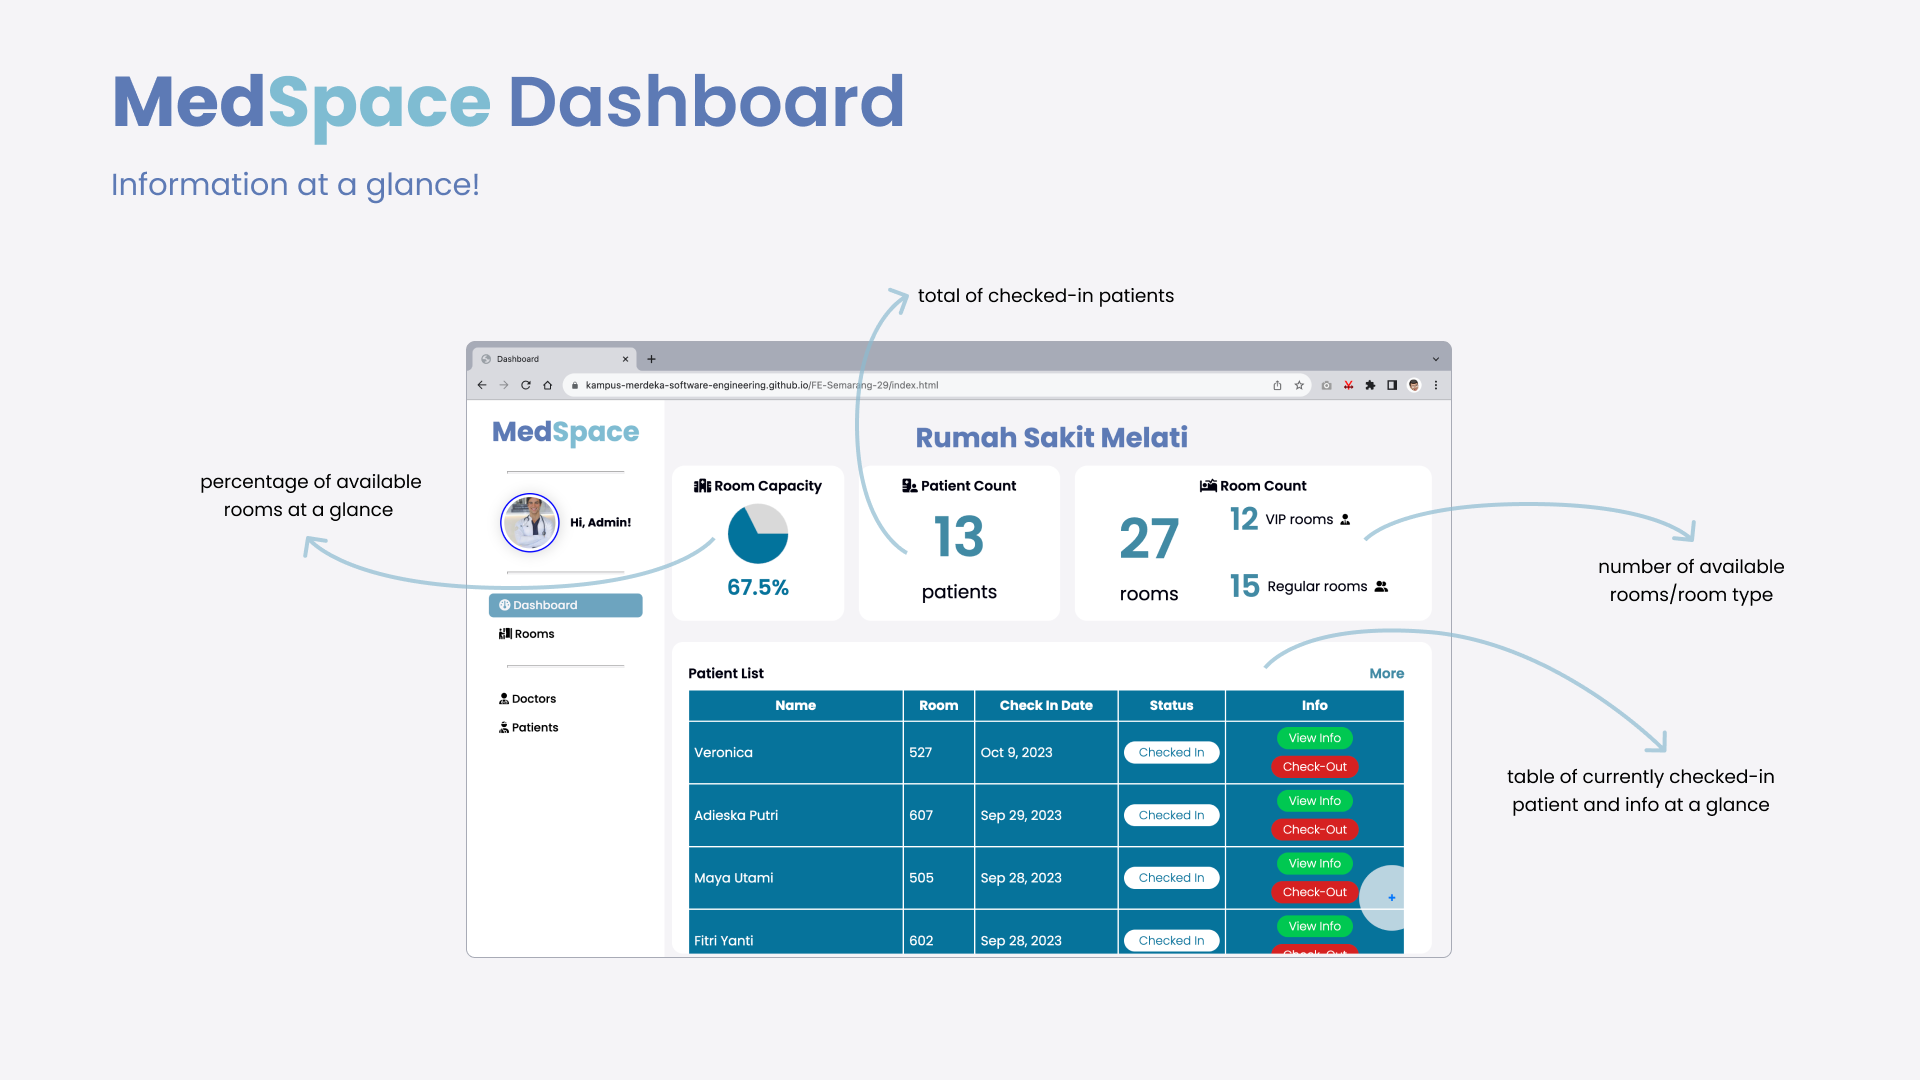 MedSpace Dashboard
Information at a glance!
total of checked-in patients
Dashboard
kampus-merdeka-software-engineering.github.io/FE-Semarang-29/index.html
MedSpace
Rumah Sakit Melati
percentage of available
rooms at a glance
Hi, Admin!
Dashboard
Rooms
Doctors
Patients
Room Capacity
67.5%
Patient Count
13
patients
Room Count
27
rooms
12 VIP rooms
15 Regular rooms
number of available
rooms/room type
Patient List
More
Name Room Check In Date Status Info
Veronica 527 Oct 9, 2023 Checked In View Info
Check-Out
Adieska Putri 607 Sep 29, 2023 Checked In View Info
Check-Out
Maya Utami 505 Sep 28, 2023 Checked In View Info
Check-Out
Fitri Yanti 602 Sep 28, 2023 Checked In View Info
Check-Out
table of currently checked-in
patient and info at a glance